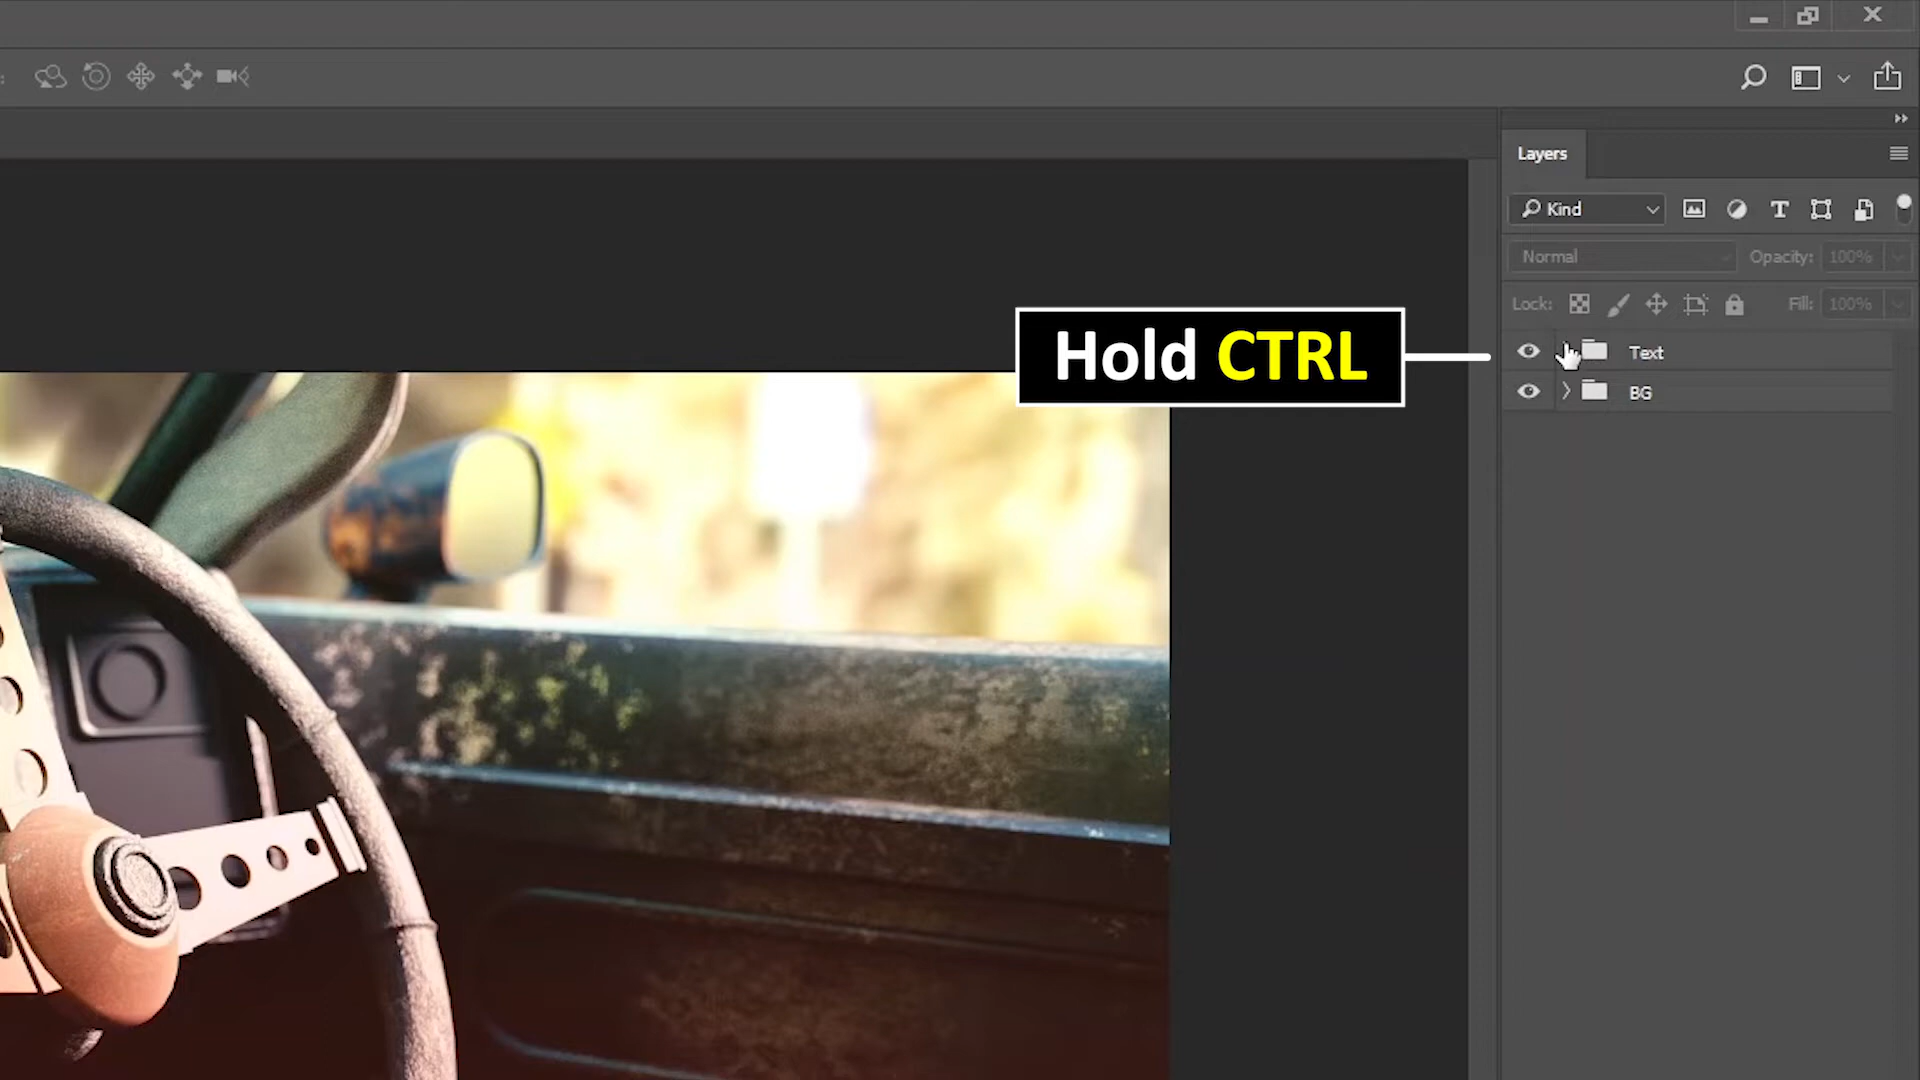 Layers
Kind
Normal
Opacity: 100%
Lock:
Fill: 100%
Hold CTRL
Text
BG